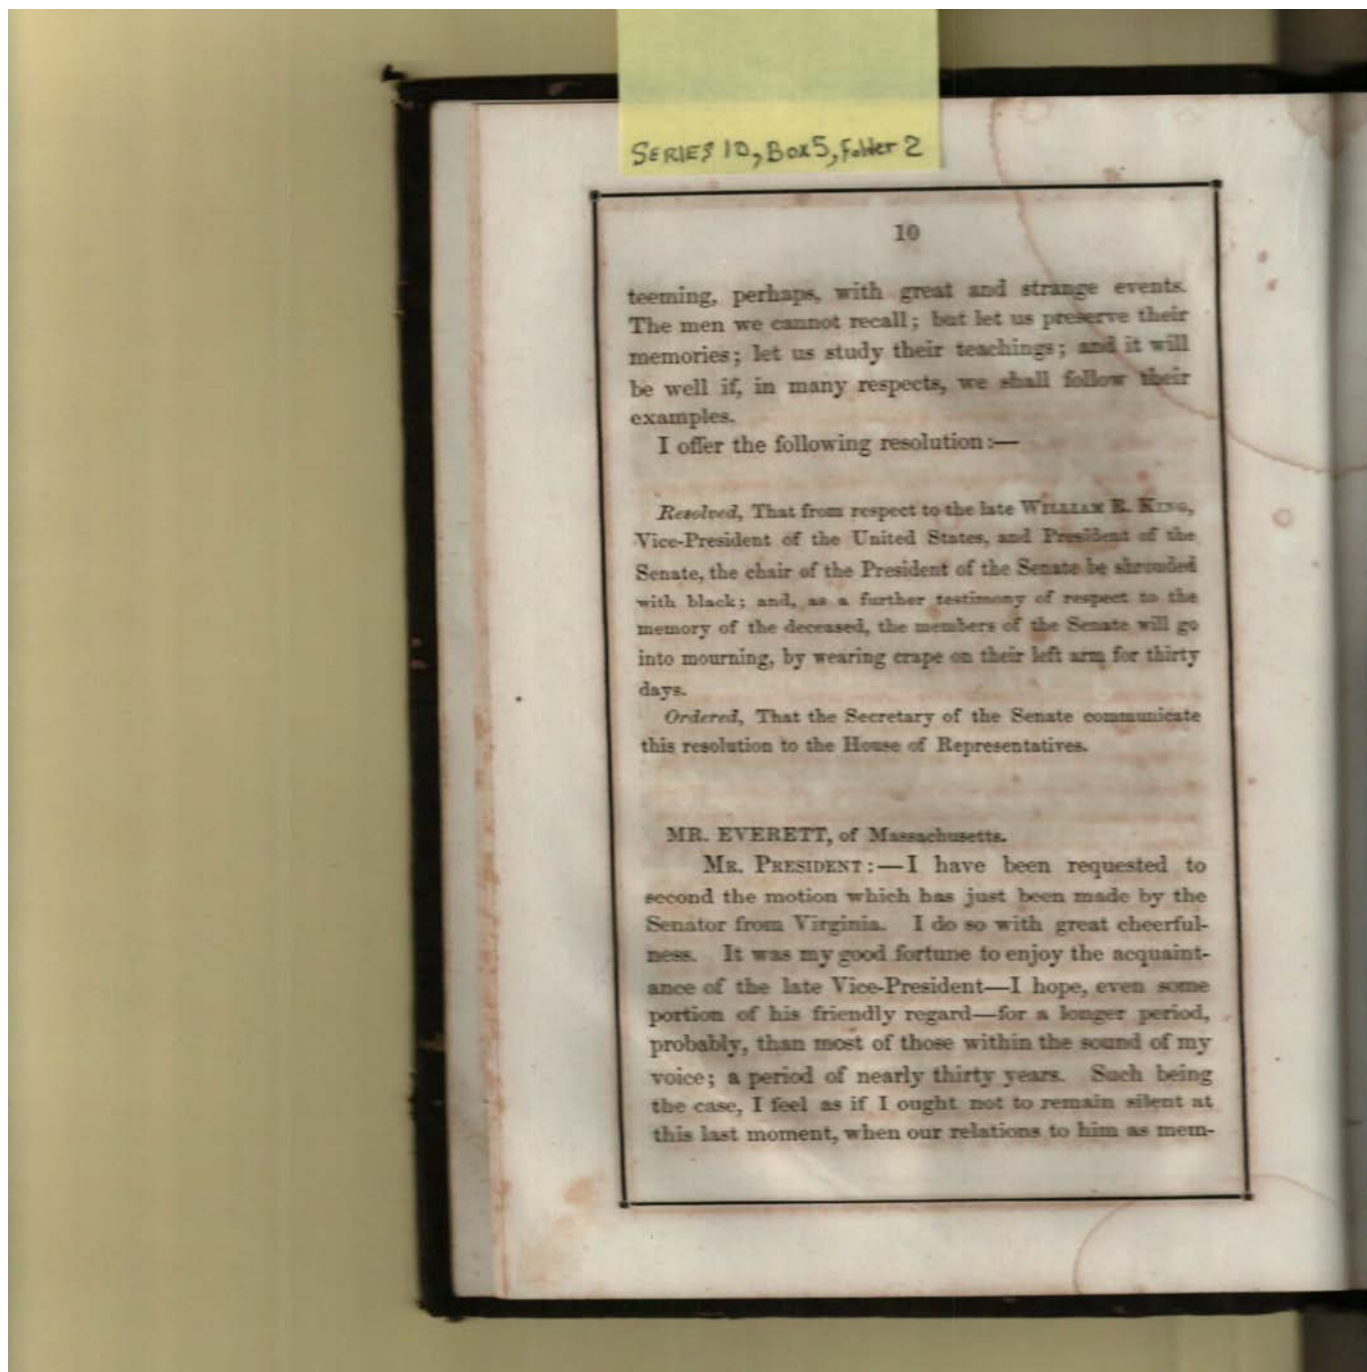 SERIES 10, Box 5, Folder 2
10
teeming, perhaps, with great and strange events.
The men we cannot recall; but let us preserve their
memories; let us study their teachings; and it will
be well if, in many respects, we shall follow their
examples.
I offer the following resolution:—
Resolved, That from respect to the late WILLIAM R. KING,
Vice-President of the United States, and President of the
Senate, the chair of the President of the Senate be shrouded
with black; and, as a further testimony of respect to the
memory of the deceased, the members of the Senate will go
into mourning, by wearing crape on their left arm for thirty
days.
Ordered, That the Secretary of the Senate communicate
this resolution to the House of Representatives.
MR. EVERETT, of Massachusetts.
MR. PRESIDENT:—I have been requested to
second the motion which has just been made by the
Senator from Virginia. I do so with great cheerful-
ness. It was my good fortune to enjoy the acquaint-
ance of the late Vice-President—I hope, even some
portion of his friendly regard—for a longer period,
probably, than most of those within the sound of my
voice; a period of nearly thirty years. Such being
the case, I feel as if I ought not to remain silent at
this last moment, when our relations to him as mem-